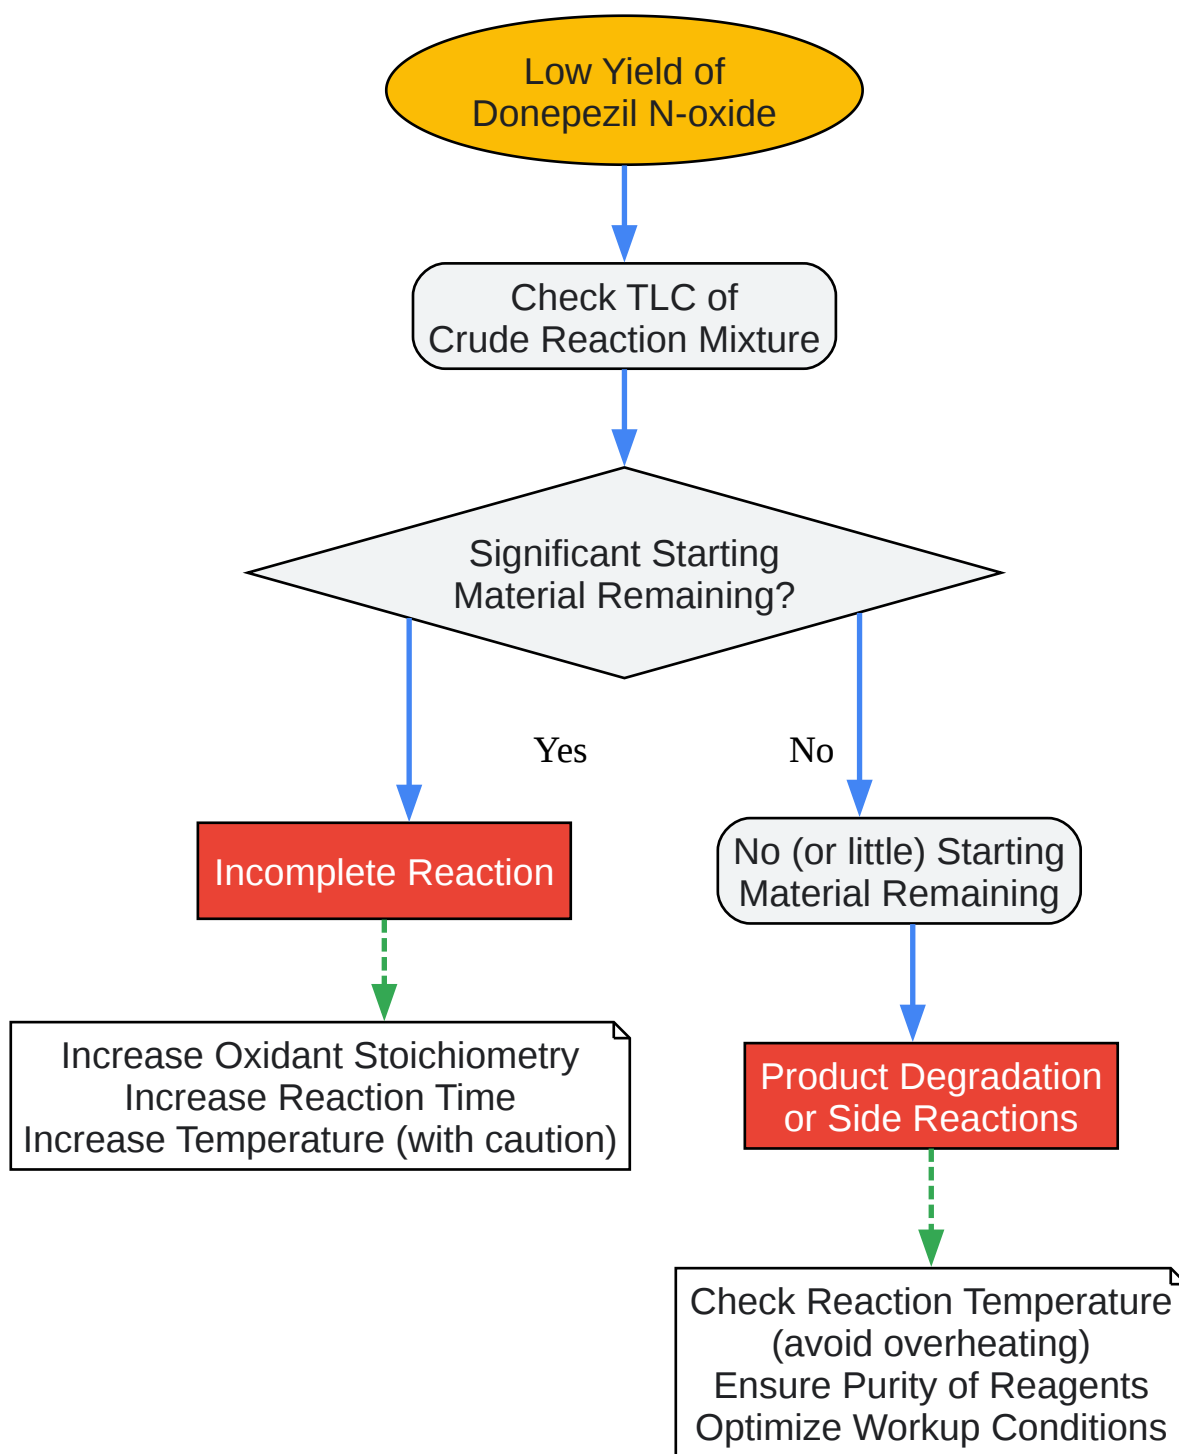 Low Yield of
Donepezil N-oxide
Check TLC of
Crude Reaction Mixture
Significant Starting
Material Remaining?
Yes
No
Incomplete Reaction
No (or little) Starting
Material Remaining
Increase Oxidant Stoichiometry
Increase Reaction Time
Increase Temperature (with caution)
Product Degradation
or Side Reactions
Check Reaction Temperature
(avoid overheating)
Ensure Purity of Reagents
Optimize Workup Conditions